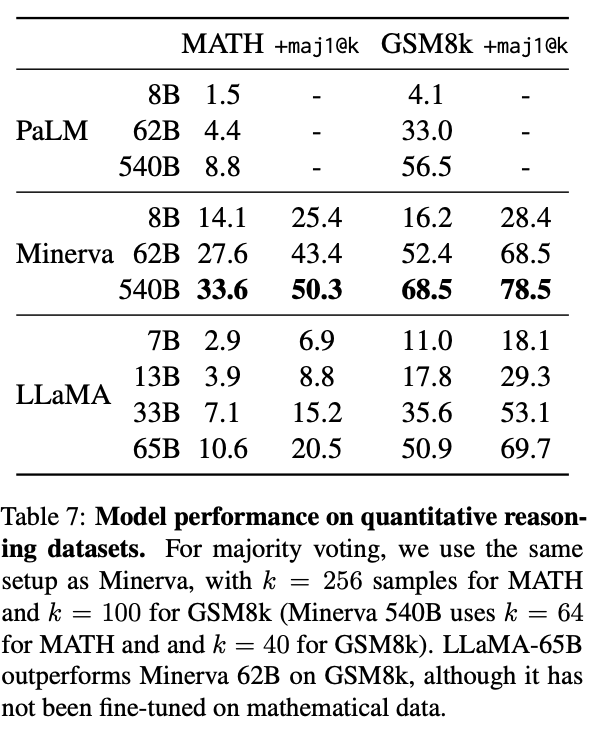 MATH +maj1@k GSM8k +maj1@k
8B 1.5 - 4.1 -
PaLM 62B 4.4 - 33.0 -
540B 8.8 - 56.5 -
8B 14.1 25.4 16.2 28.4
Minerva 62B 27.6 43.4 52.4 68.5
540B 33.6 50.3 68.5 78.5
7B 2.9 6.9 11.0 18.1
13B 3.9 8.8 17.8 29.3
LLaMA
33B 7.1 15.2 35.6 53.1
65B 10.6 20.5 50.9 69.7
Table 7: Model performance on quantitative reason-
ing datasets. For majority voting, we use the same
setup as Minerva, with k = 256 samples for MATH
and k = 100 for GSM8k (Minerva 540B uses k = 64
for MATH and and k = 40 for GSM8k). LLaMA-65B
outperforms Minerva 62B on GSM8k, although it has
not been fine-tuned on mathematical data.